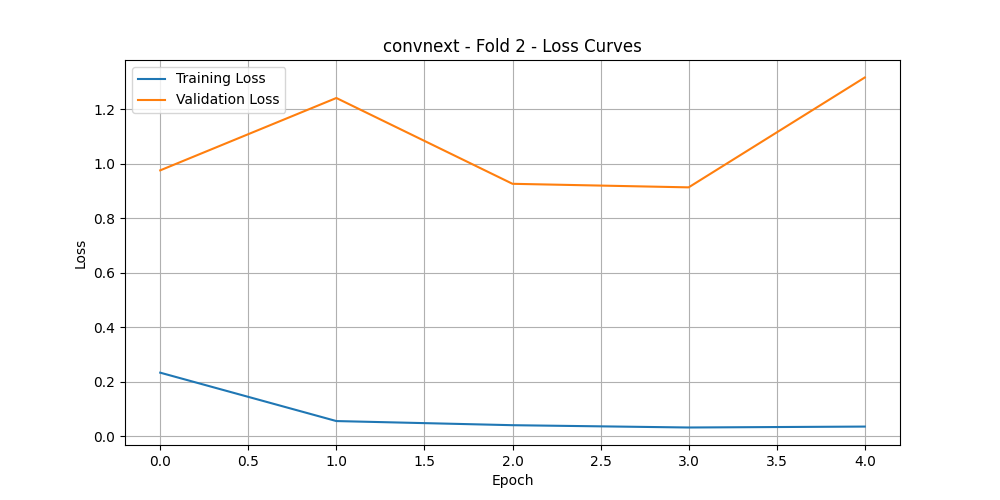 convnext - Fold 2 - Loss Curves
Training Loss
Validation Loss
1.2
1.0
0.8
0.6
0.4
0.2
0.0
Loss
0.0 0.5 1.0 1.5 2.0 2.5 3.0 3.5 4.0
Epoch